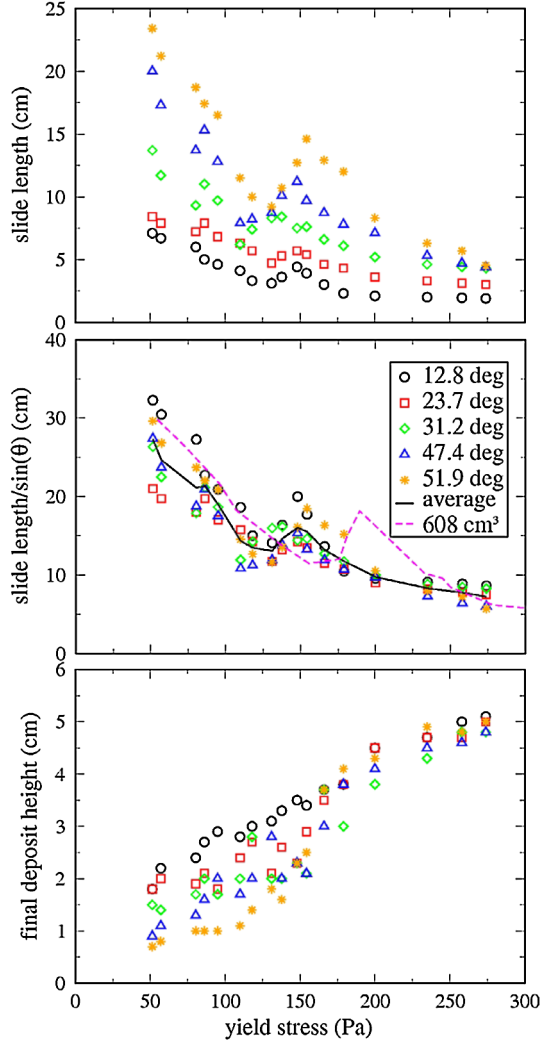 25
20
15
10
5
0
slide length (cm)
40
30
20
10
0
slide length/sin(θ) (cm)
12.8 deg
23.7 deg
31.2 deg
47.4 deg
51.9 deg
average
608 cm³
6
5
4
3
2
1
0
final deposit height (cm)
0 50 100 150 200 250 300
yield stress (Pa)